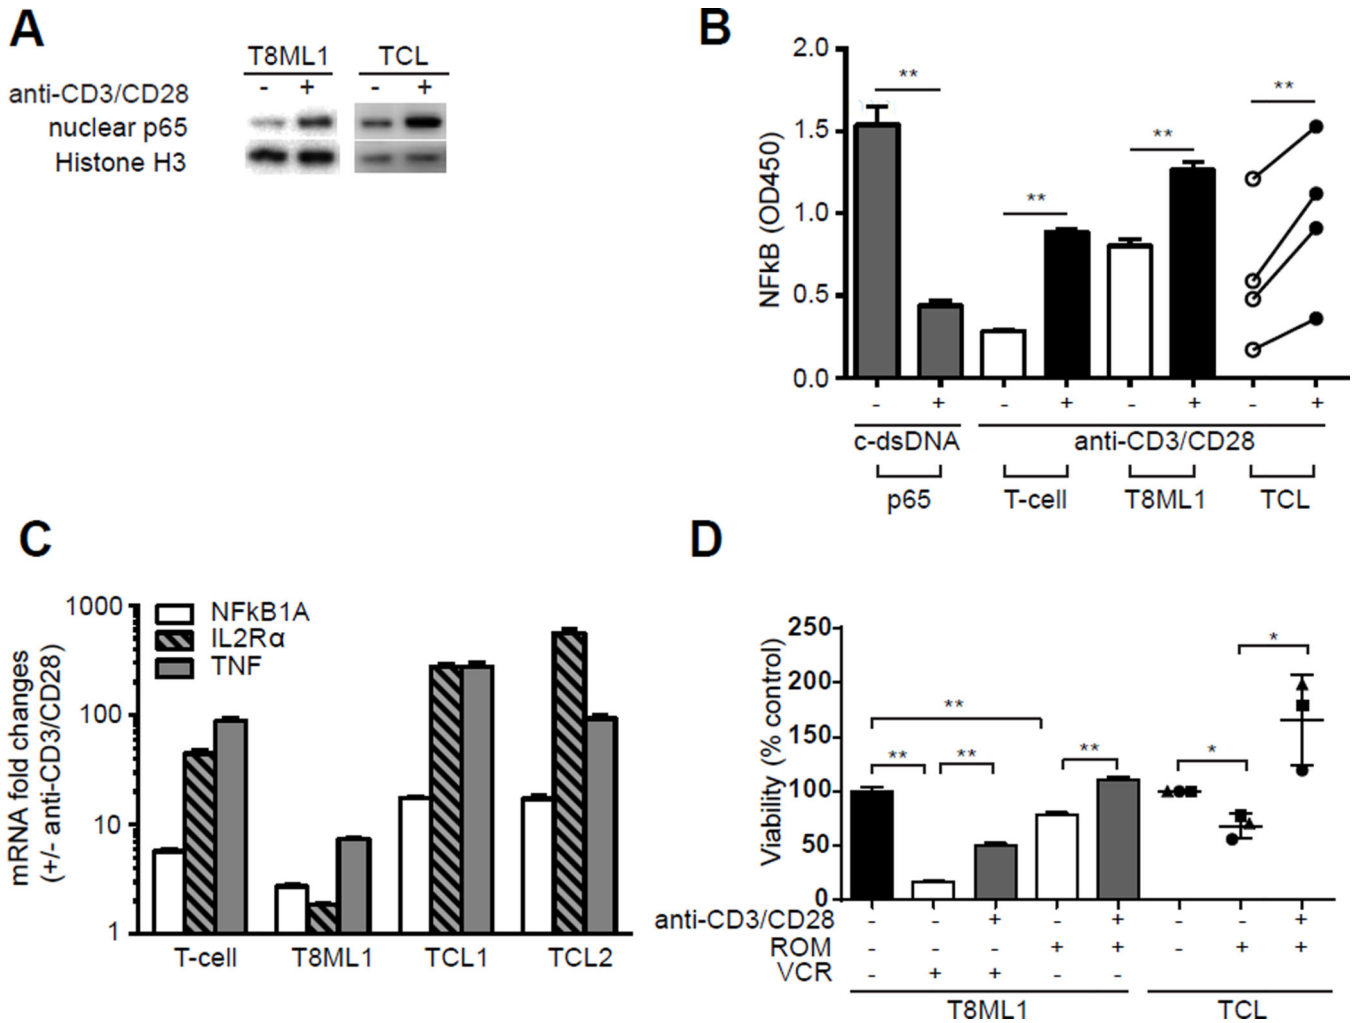 A
T8ML1 TCL
anti-CD3/CD28 - + - +
nuclear p65
Histone H3
B
NFkB (OD450)
2.0
1.5
1.0
0.5
0.0
** ** ** **
- + - + - + - +
c-dsDNA anti-CD3/CD28
p65 T-cell T8ML1 TCL
C
mRNA fold changes
(+/- anti-CD3/CD28)
1000
100
10
1
NFkB1A
IL2Rα
TNF
T-cell T8ML1 TCL1 TCL2
D
Viability (% control)
250
200
150
100
50
0
** ** ** ** * *
anti-CD3/CD28 - - + - + - - +
ROM - - - + + - + +
VCR - + + - - - - -
T8ML1 TCL